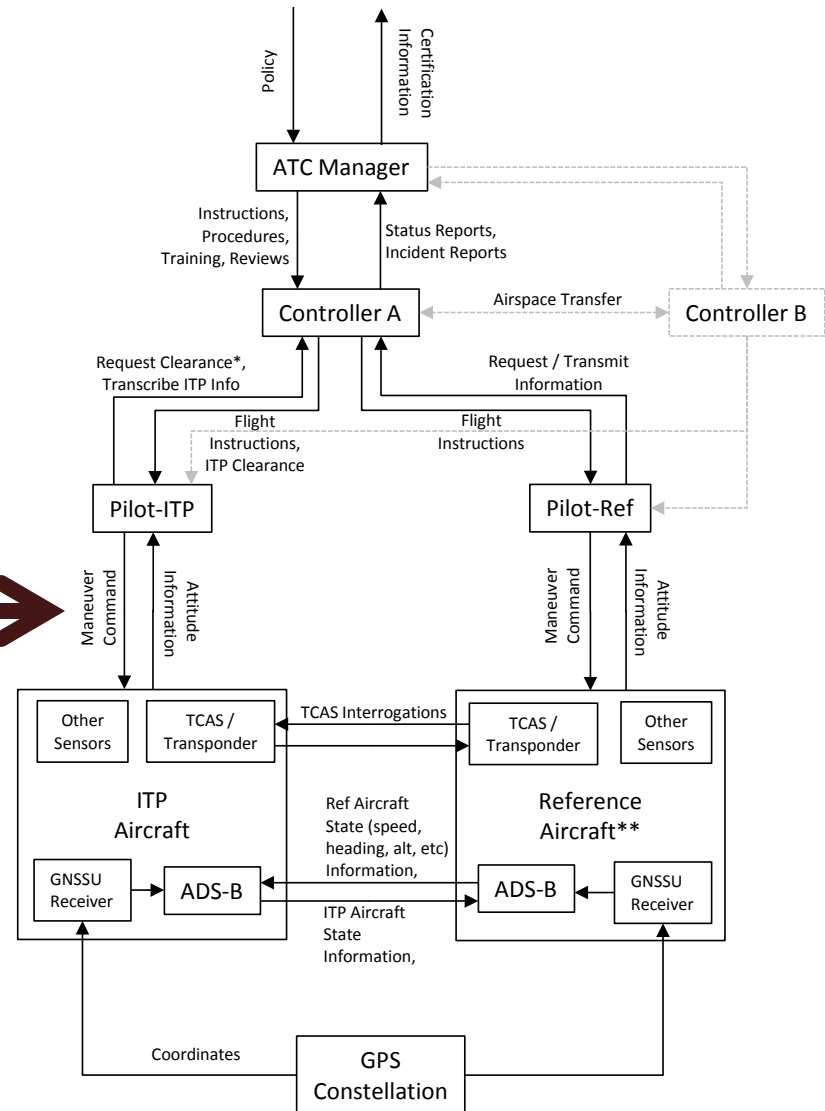 Policy
Certification
Information
ATC Manager
Instructions,
Procedures,
Training, Reviews
Status Reports,
Incident Reports
Controller A
Airspace Transfer
Controller B
Request Clearance*,
Transcribe ITP Info
Request / Transmit
Information
Flight
Instructions,
ITP Clearance
Flight
Instructions
Pilot-ITP
Pilot-Ref
Maneuver
Command
Attitude
Information
Maneuver
Command
Attitude
Information
Other
Sensors
TCAS /
Transponder
TCAS Interrogations
TCAS /
Transponder
Other
Sensors
ITP
Aircraft
Ref Aircraft
State (speed,
heading, alt, etc)
Information,
Reference
Aircraft**
GNSSU
Receiver
ADS-B
ITP Aircraft
State
Information,
ADS-B
GNSSU
Receiver
Coordinates
GPS
Constellation